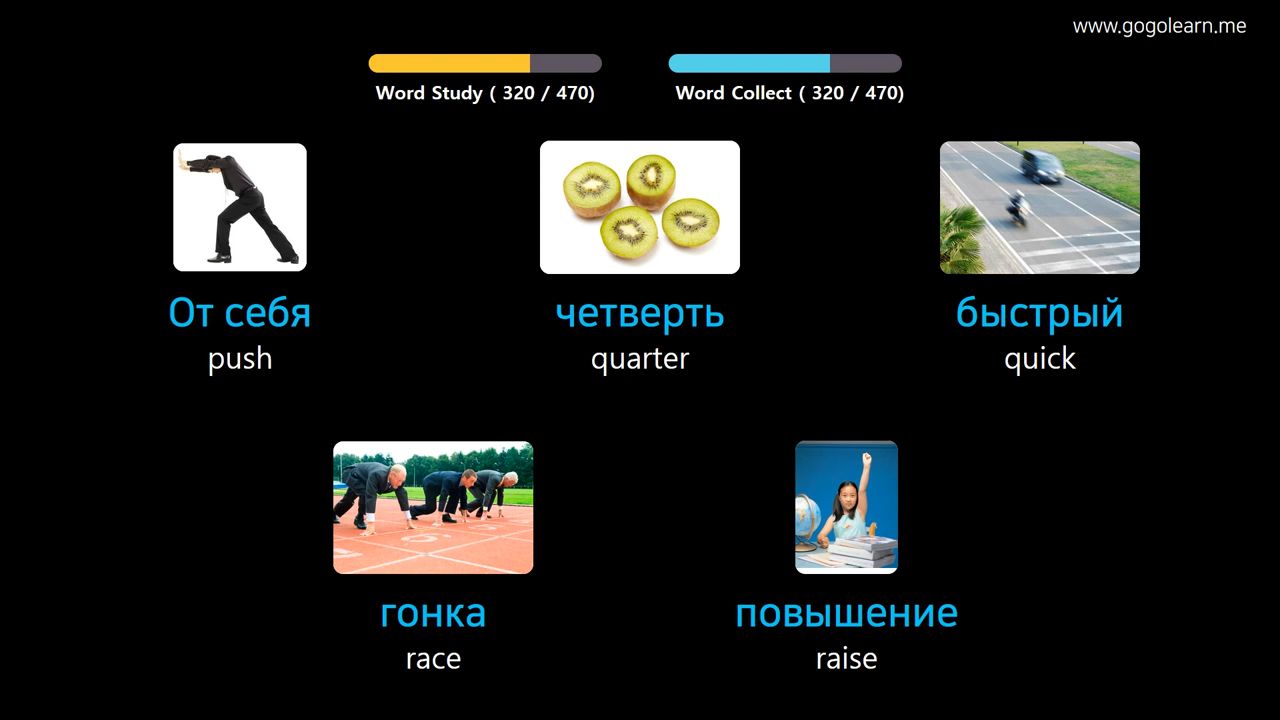 www.gogolearn.me
Word Study ( 320 / 470)
Word Collect ( 320 / 470)
От себя
push
четверть
quarter
быстрый
quick
гонка
race
повышение
raise